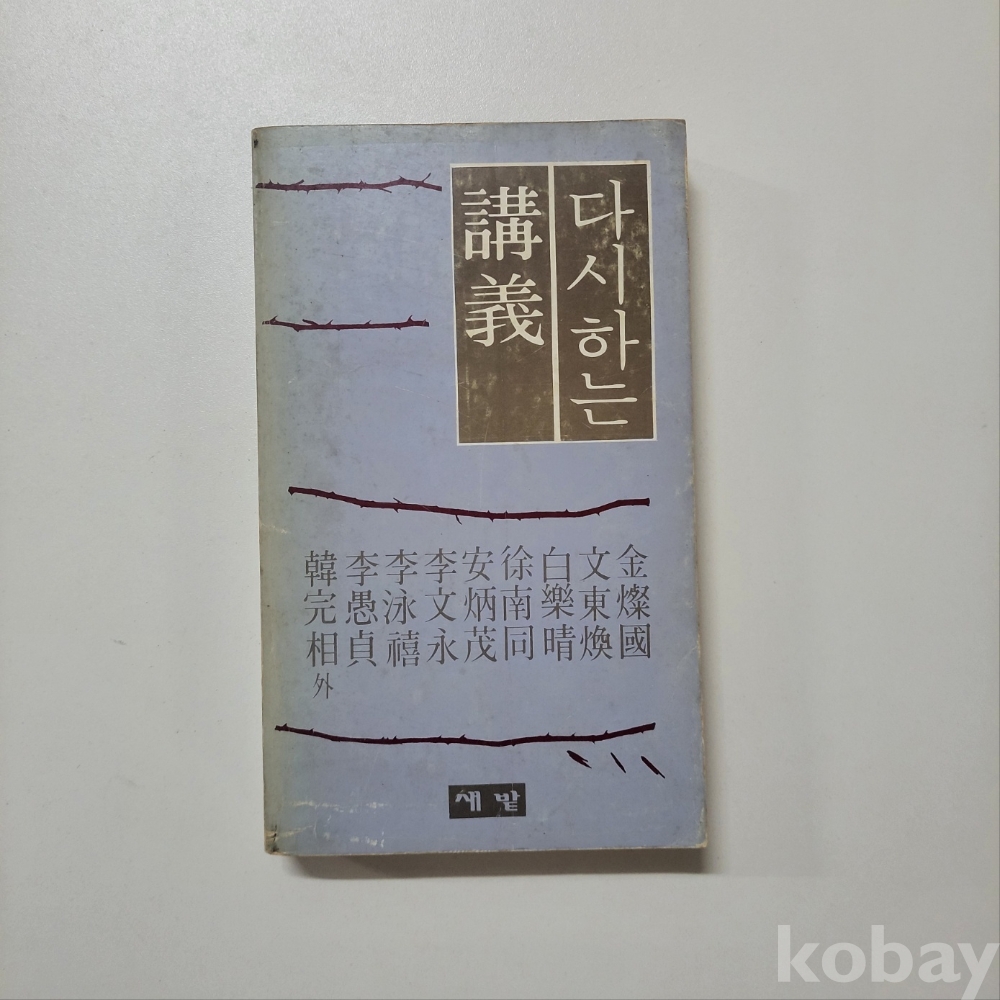 다시 하는
講義
金燦國
文東煥
白樂晴
徐南同
安炳茂
李文永
李泳禧
李愚貞
韓完相 外
새밭
kobay